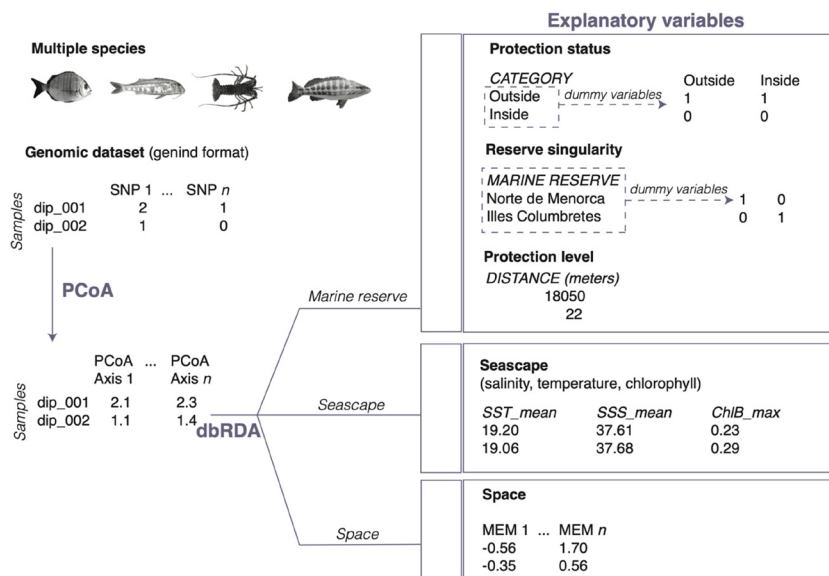 Explanatory variables
Multiple species
Genomic dataset (genind format)
Samples
SNP 1 ... SNP n
dip_001 2 1
dip_002 1 0
PCoA
PCoA ... PCoA
Axis 1 Axis n
Samples
dip_001 2.1 2.3
dip_002 1.1 1.4
dbRDA
Marine reserve
Seascape
Space
Protection status
CATEGORY Outside Inside
Outside dummy variables 1 1
Inside 0 0
Reserve singularity
MARINE RESERVE
dummy variables
Norte de Menorca 1 0
Illes Columbretes 0 1
Protection level
DISTANCE (meters)
18050
22
Seascape
(salinity, temperature, chlorophyll)
SST_mean SSS_mean ChlB_max
19.20 37.61 0.23
19.06 37.68 0.29
Space
MEM 1 ... MEM n
-0.56 1.70
-0.35 0.56